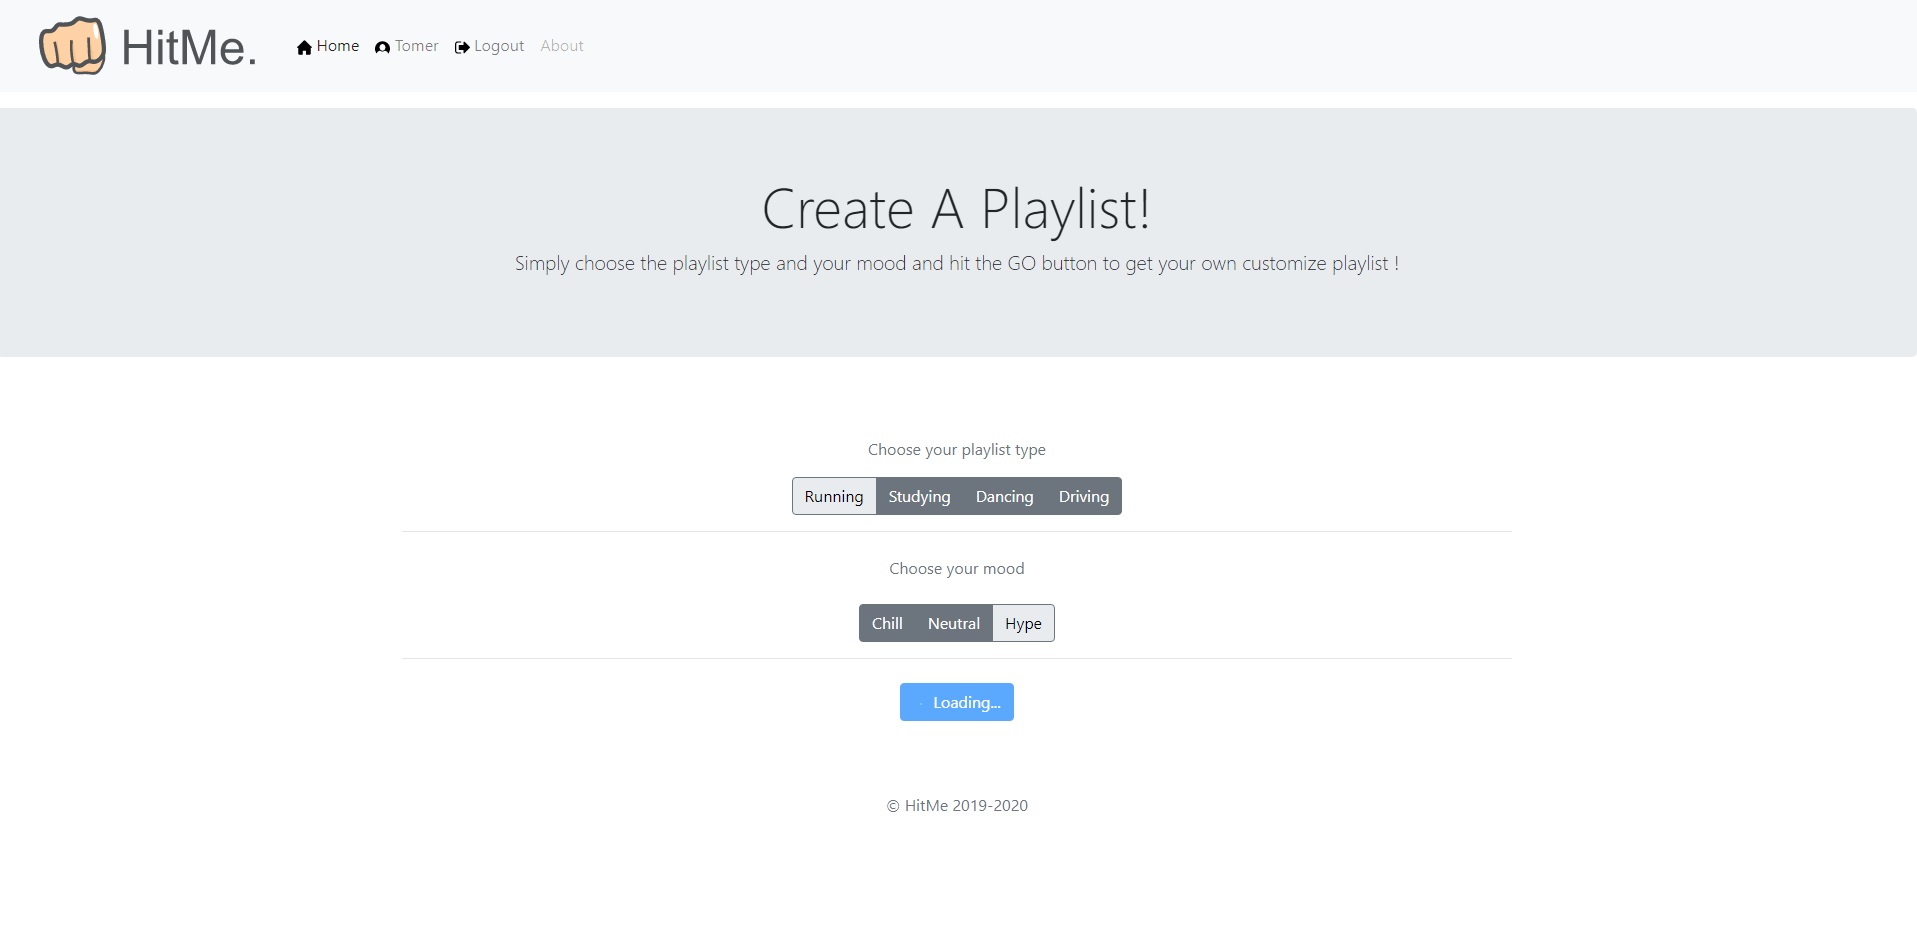 HitMe.
Home Tomer Logout About
Create A Playlist!
Simply choose the playlist type and your mood and hit the GO button to get your own customize playlist !
Choose your playlist type
Running Studying Dancing Driving
Choose your mood
Chill Neutral Hype
Loading...
© HitMe 2019-2020